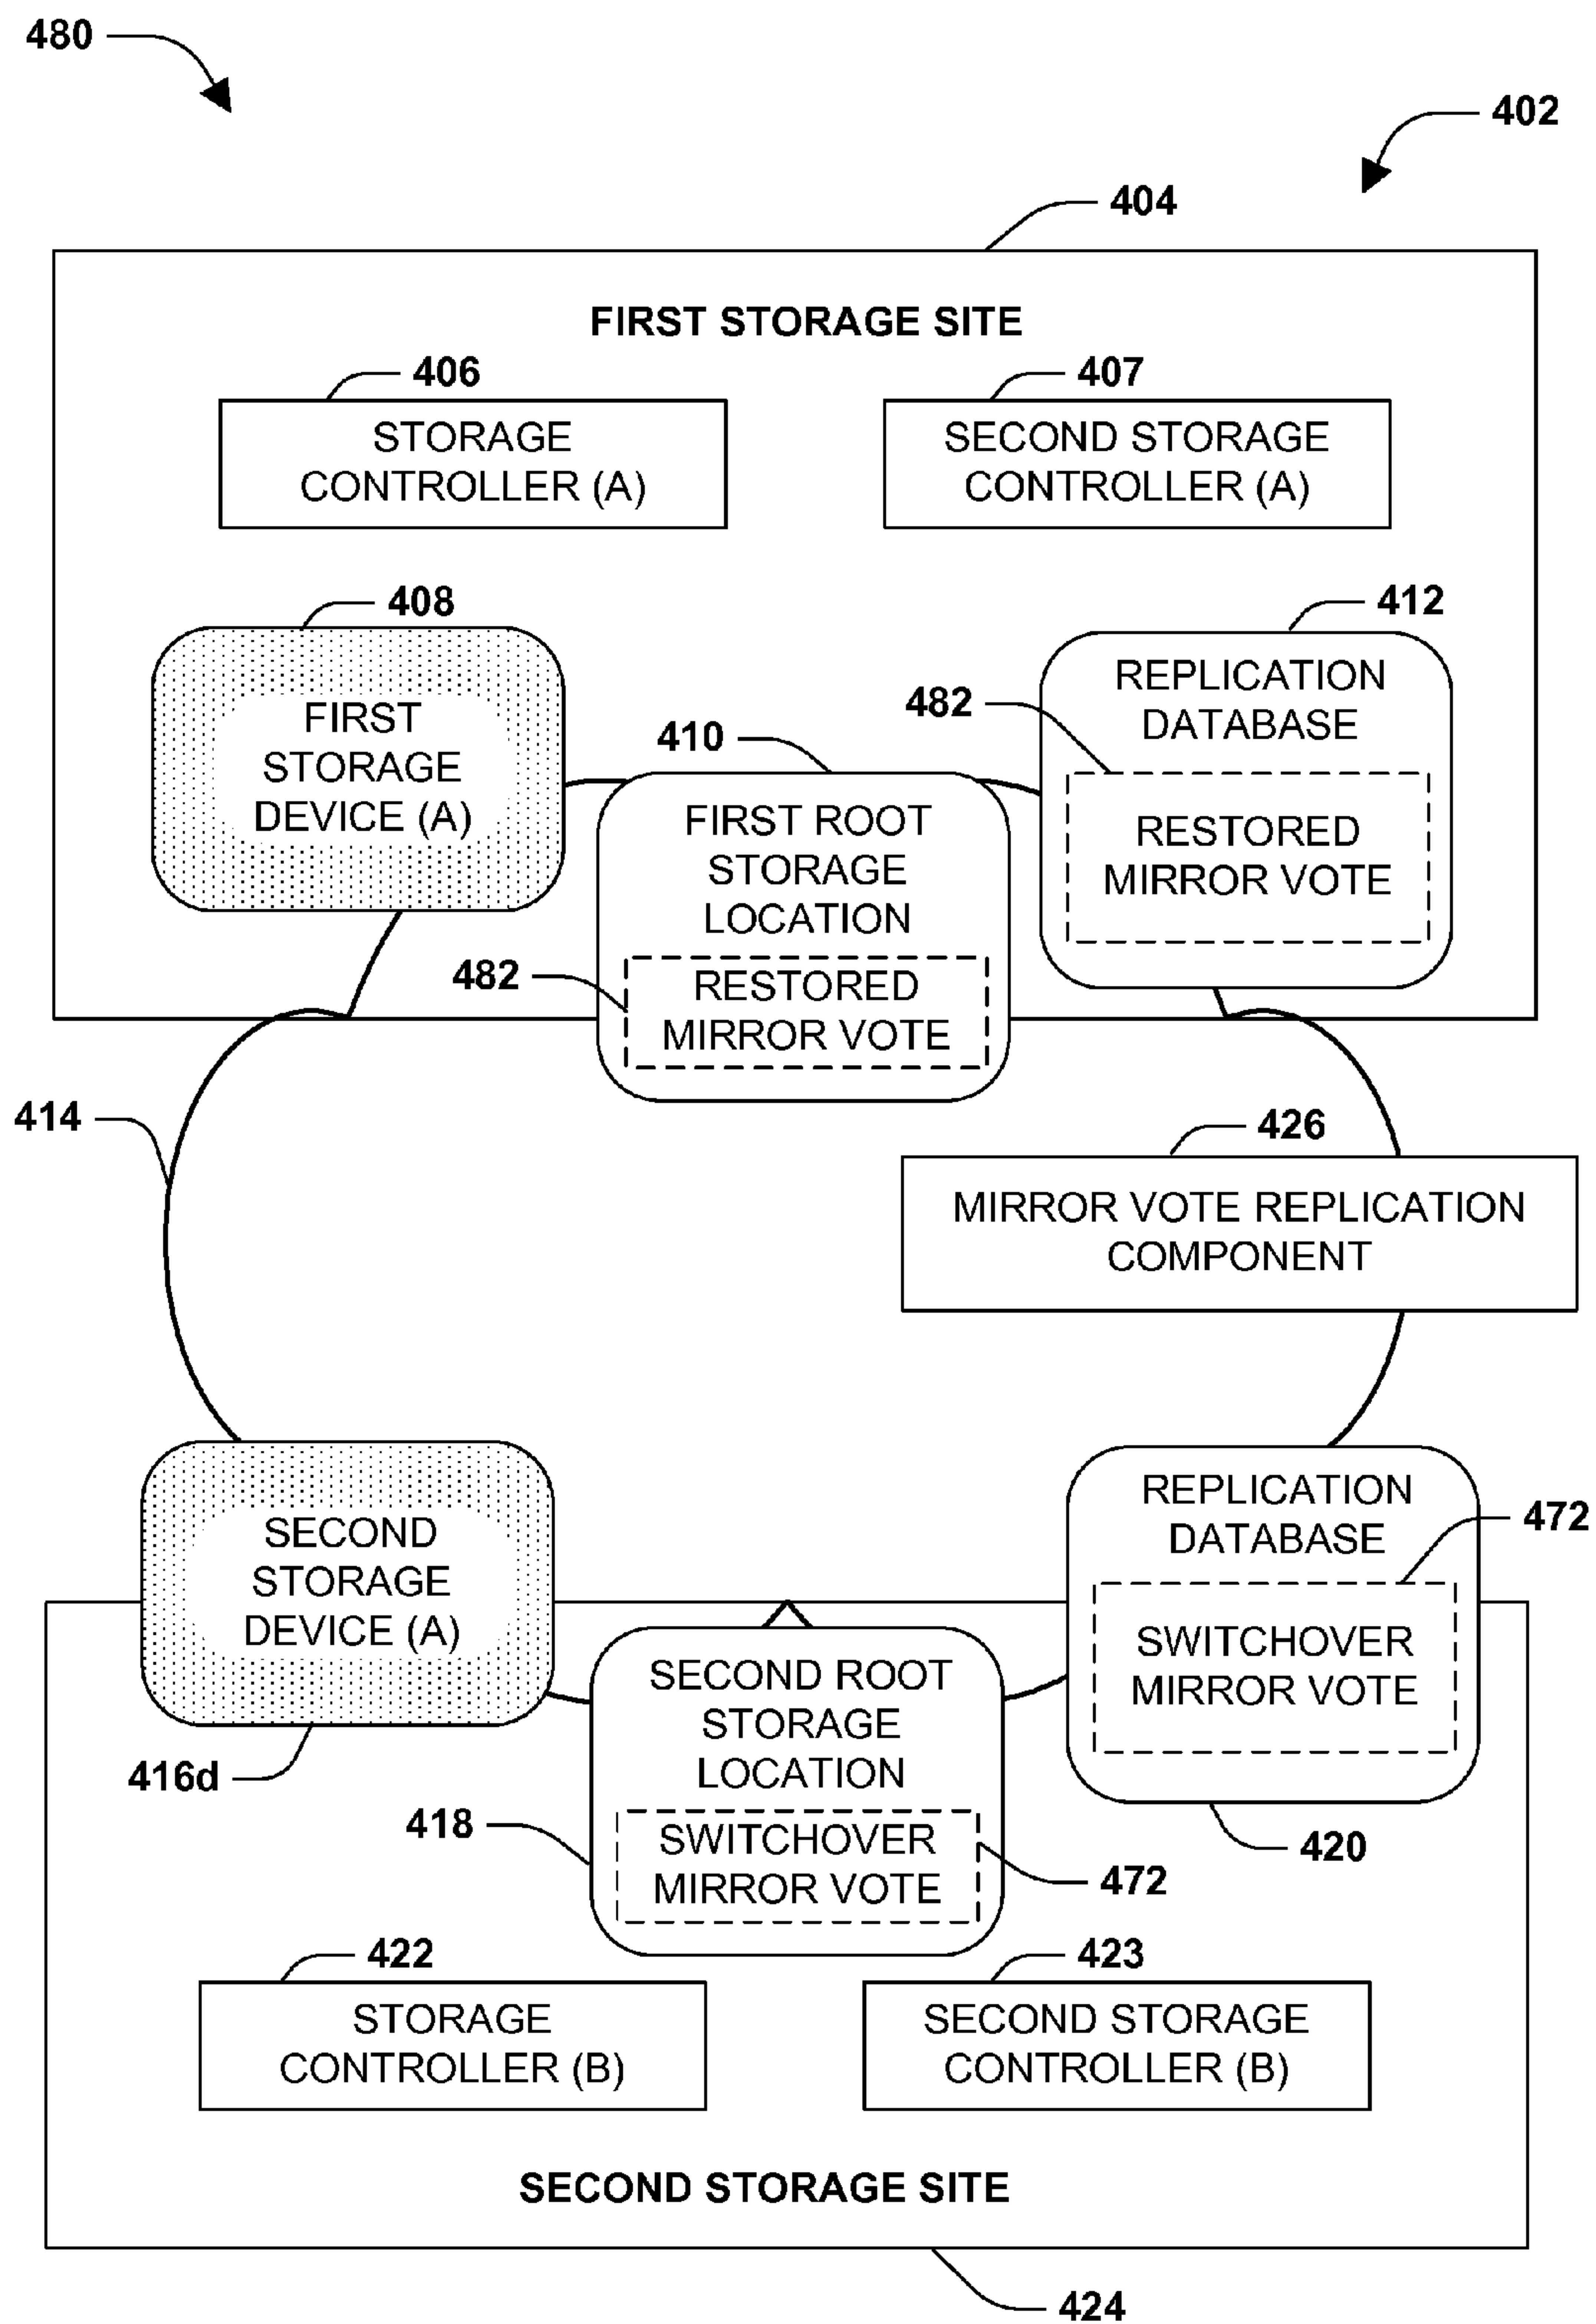 480
402
404
FIRST STORAGE SITE
406
407
STORAGE
CONTROLLER (A)
SECOND STORAGE
CONTROLLER (A)
408
412
FIRST
STORAGE
DEVICE (A)
REPLICATION
DATABASE
482
RESTORED
MIRROR VOTE
410
FIRST ROOT
STORAGE
LOCATION
482
RESTORED
MIRROR VOTE
414
426
MIRROR VOTE REPLICATION
COMPONENT
SECOND
STORAGE
DEVICE (A)
416d
REPLICATION
DATABASE
472
SWITCHOVER
MIRROR VOTE
420
SECOND ROOT
STORAGE
LOCATION
418
SWITCHOVER
MIRROR VOTE
472
422
423
STORAGE
CONTROLLER (B)
SECOND STORAGE
CONTROLLER (B)
SECOND STORAGE SITE
424